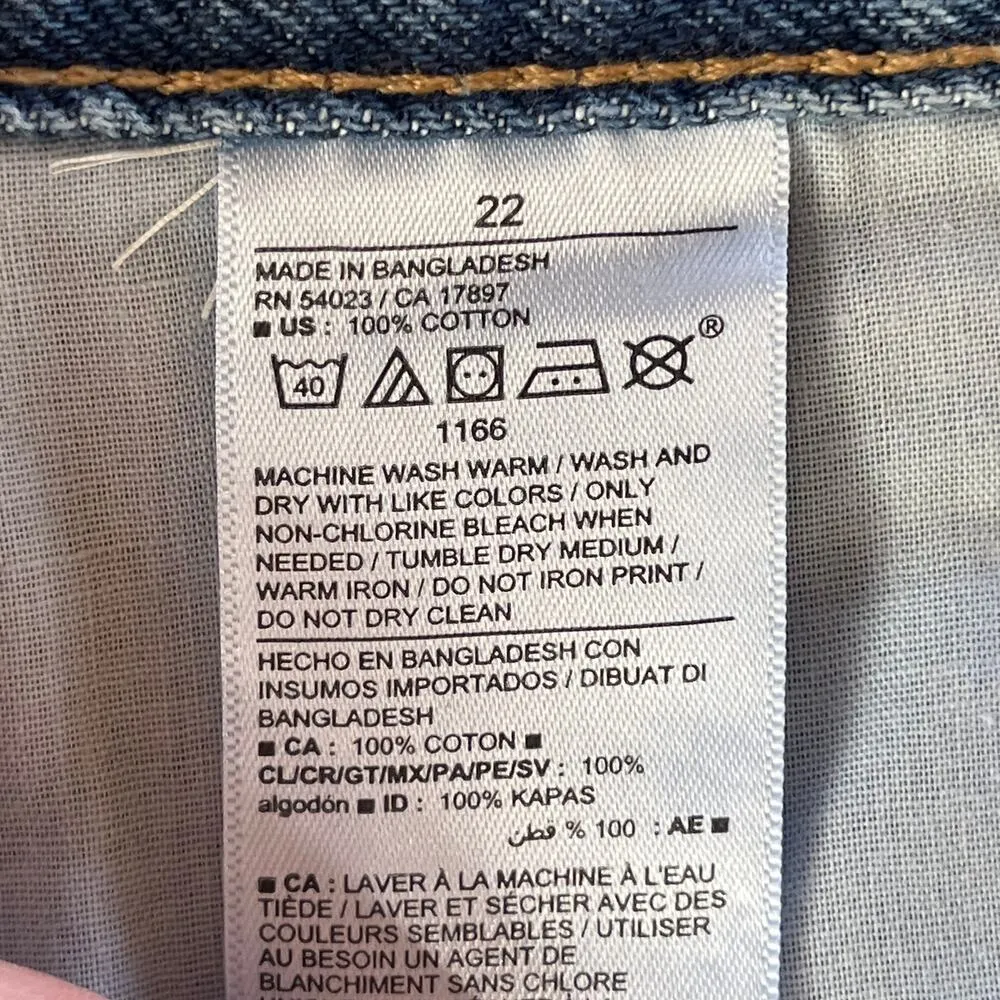 22
MADE IN BANGLADESH
RN 54023 / CA 17897
■ US : 100% COTTON
40 ®
1166
MACHINE WASH WARM / WASH AND
DRY WITH LIKE COLORS / ONLY
NON-CHLORINE BLEACH WHEN
NEEDED / TUMBLE DRY MEDIUM /
WARM IRON / DO NOT IRON PRINT /
DO NOT DRY CLEAN
HECHO EN BANGLADESH CON
INSUMOS IMPORTADOS / DIBUAT DI
BANGLADESH
■ CA : 100% COTON ■
CL/CR/GT/MX/PA/PE/SV : 100%
algodón ■ ID : 100% KAPAS
■ AE : 100 % قطن
■ CA : LAVER À LA MACHINE À L'EAU
TIÈDE / LAVER ET SÉCHER AVEC DES
COULEURS SEMBLABLES / UTILISER
AU BESOIN UN AGENT DE
BLANCHIMENT SANS CHLORE